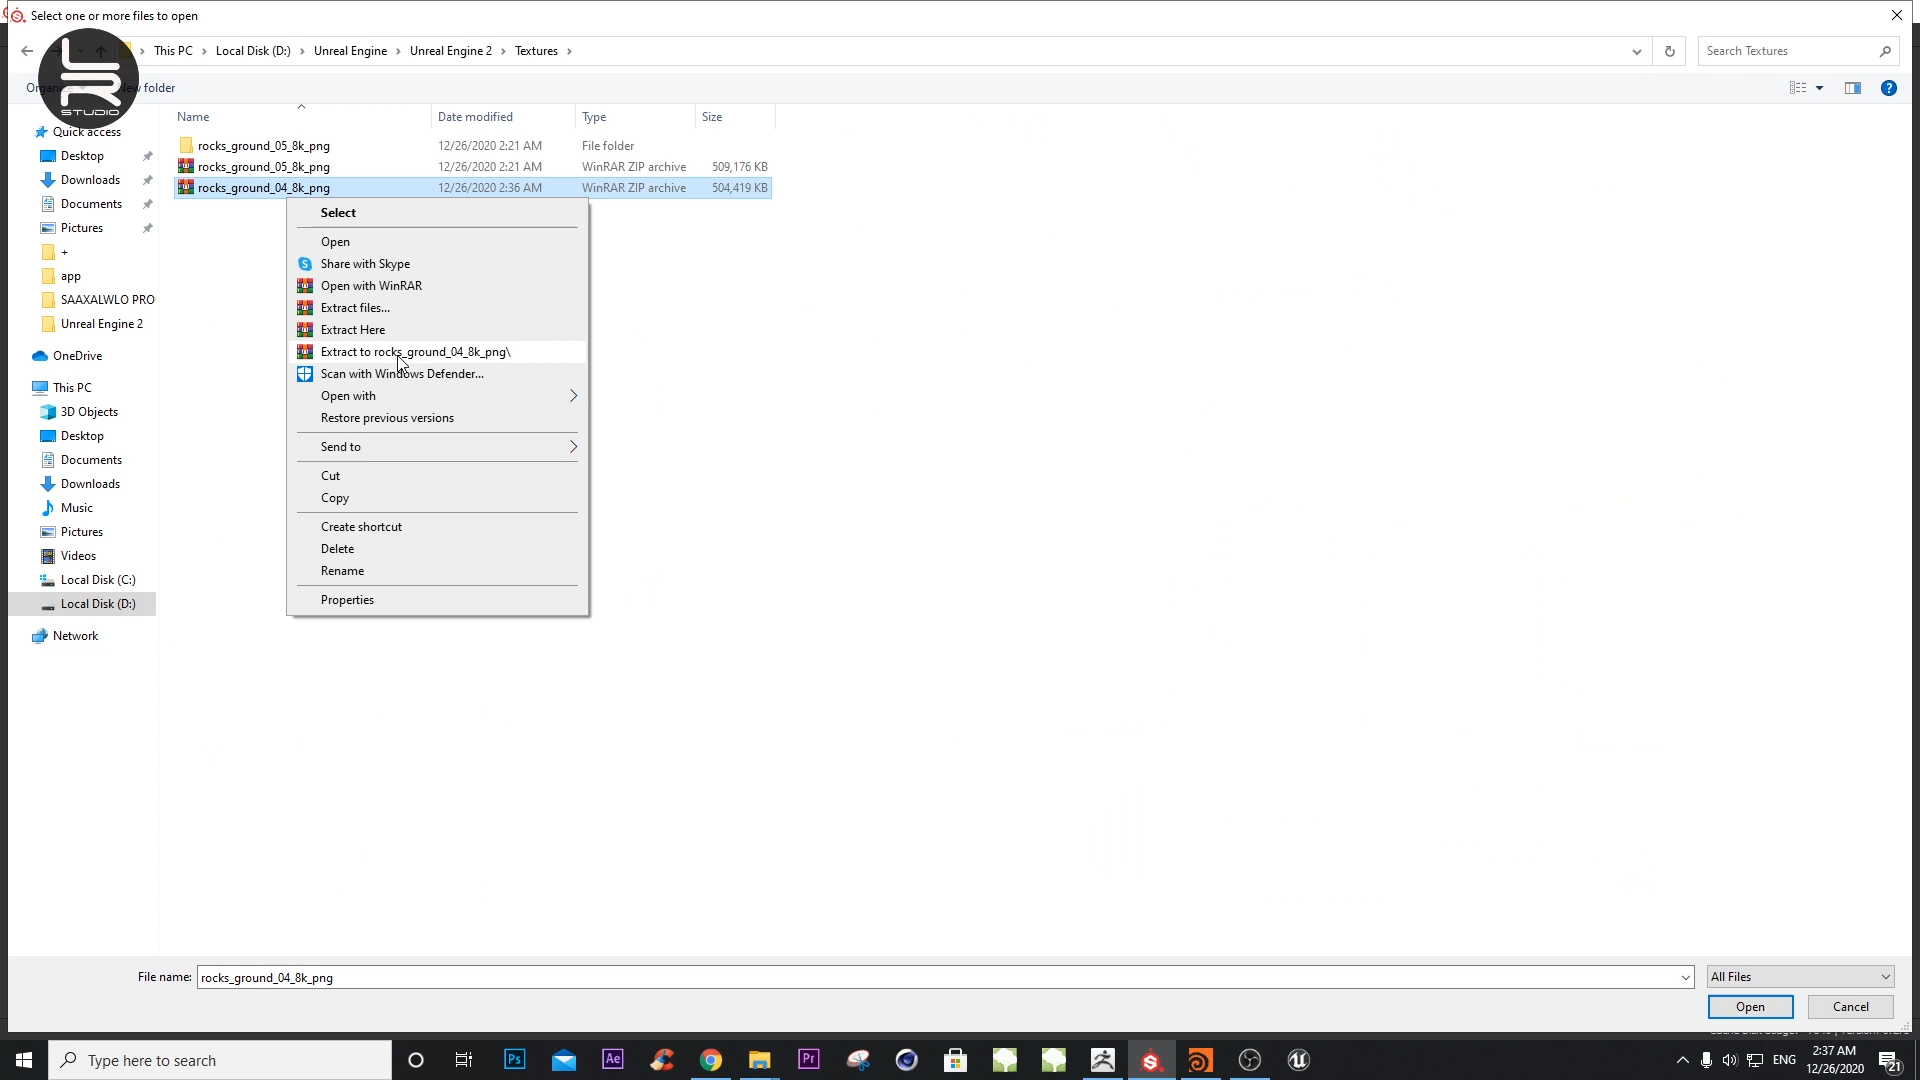 Select one or more files to open
This PC > Local Disk (D:) > Unreal Engine > Unreal Engine 2 > Textures >
Search Textures
LR STUDIO
New folder
Name
Date modified
Type
Size
Quick access
rocks_ground_05_8k_png 12/26/2020 2:21 AM File folder
Desktop
rocks_ground_05_8k_png 12/26/2020 2:21 AM WinRAR ZIP archive 509,176 KB
Downloads
rocks_ground_04_8k_png 12/26/2020 2:36 AM WinRAR ZIP archive 504,419 KB
Documents
Pictures
+
app
SAAXALWLO PRO
Unreal Engine 2
OneDrive
This PC
3D Objects
Desktop
Documents
Downloads
Music
Pictures
Videos
Local Disk (C:)
Local Disk (D:)
Network
Select
Open
Share with Skype
Open with WinRAR
Extract files...
Extract Here
Extract to rocks_ground_04_8k_png\
Scan with Windows Defender...
Open with
Restore previous versions
Send to
Cut
Copy
Create shortcut
Delete
Rename
Properties
File name: rocks_ground_04_8k_png
All Files
Open
Cancel
Type here to search
Ps
Ae
Pr
ENG
2:37 AM
12/26/2020
21